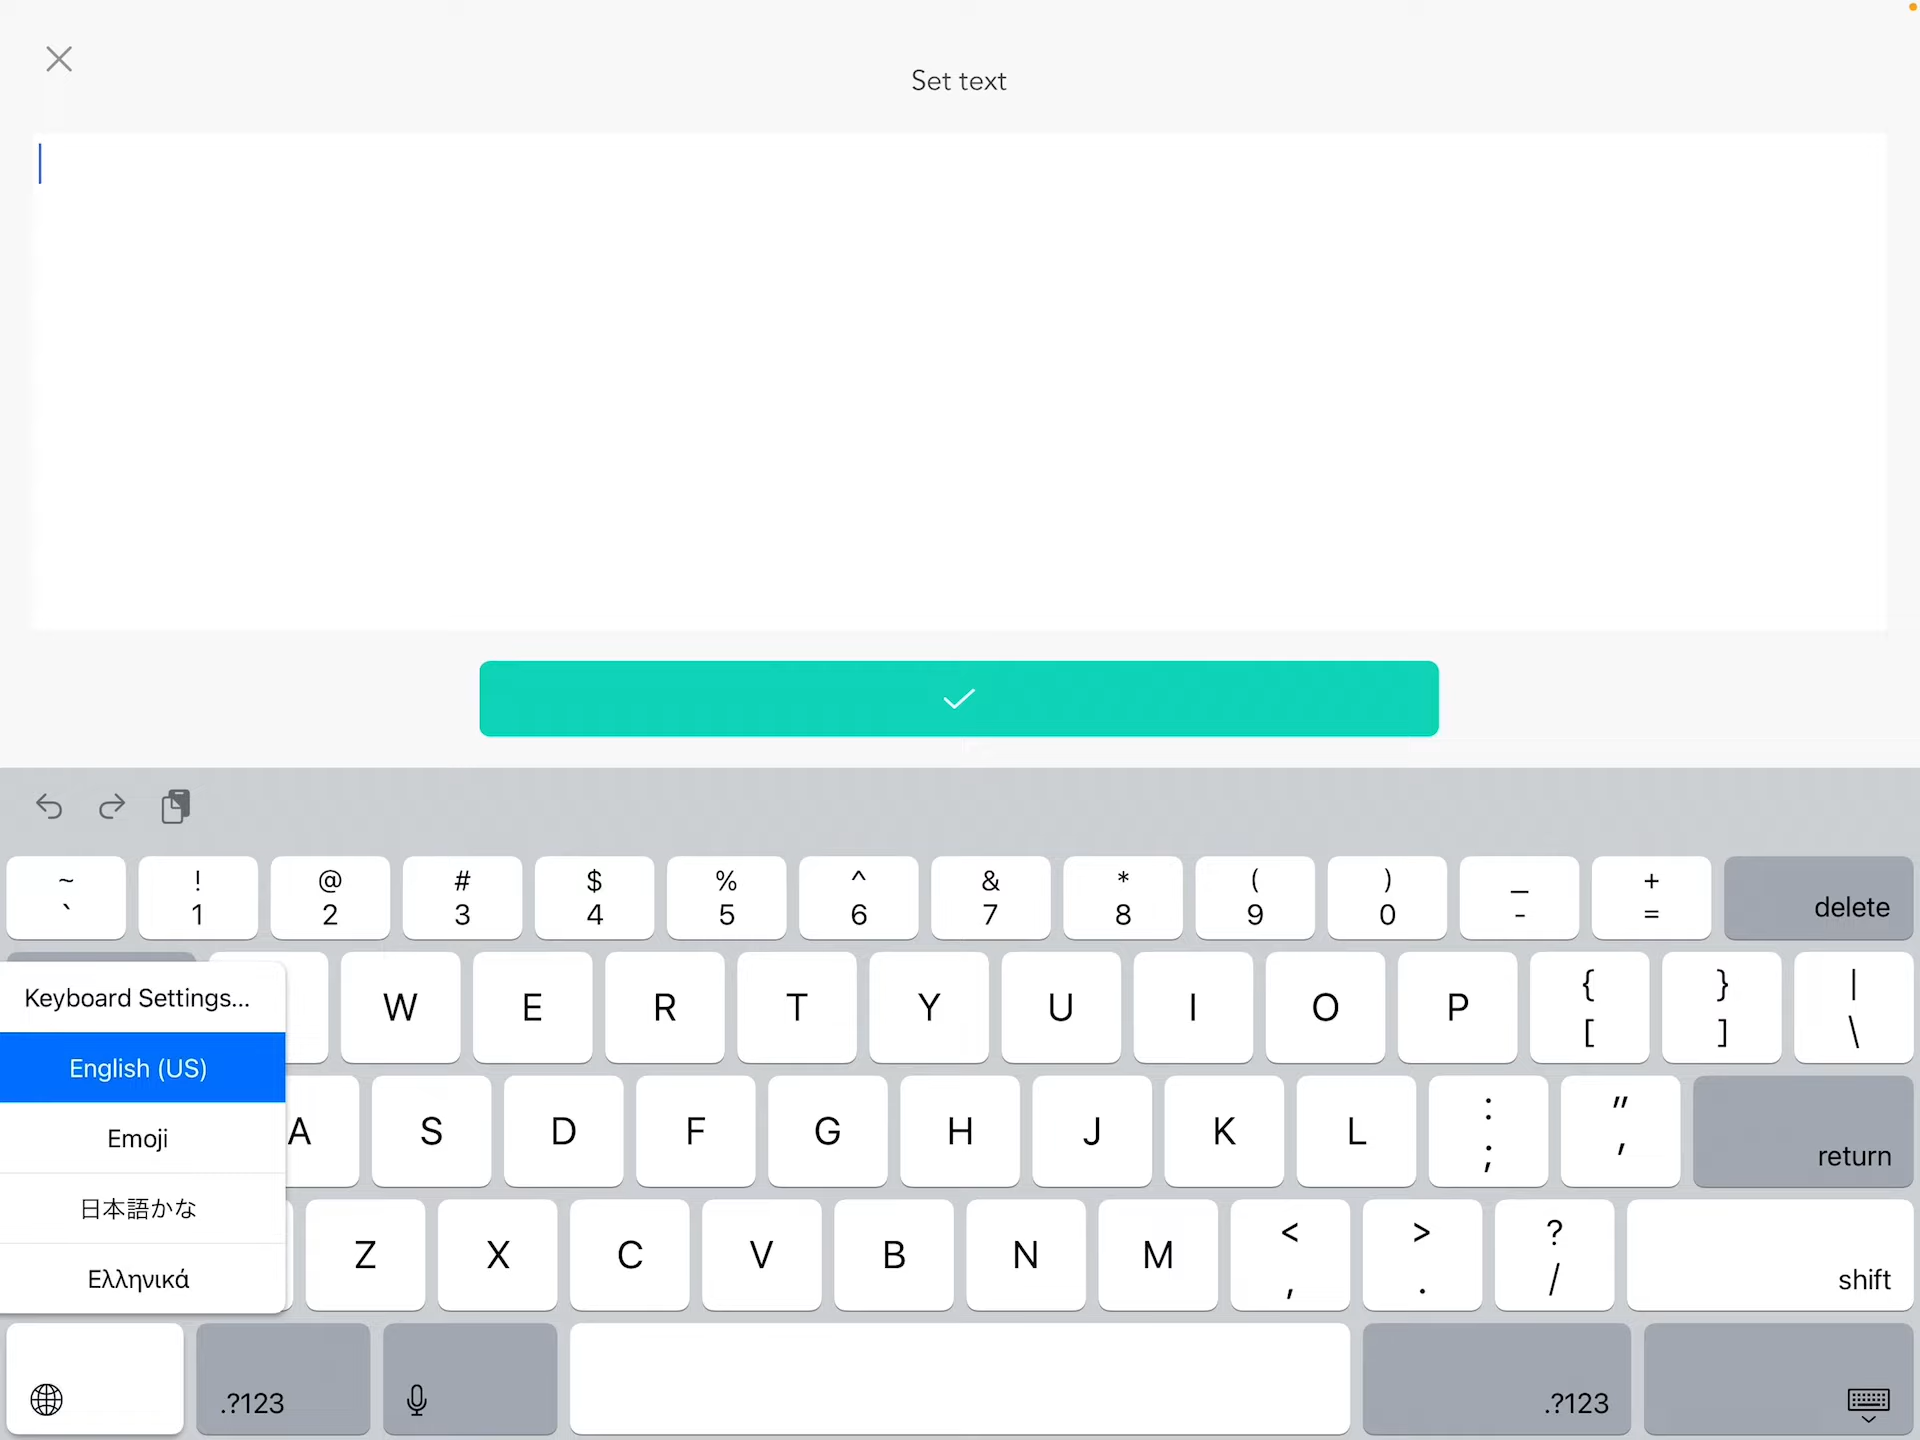 Set text
~ ! @ # $ % ^ & * ( ) _ +
` 1 2 3 4 5 6 7 8 9 0 - = delete
W E R T Y U I O P { } |
[ ] \
Keyboard Settings...
English (US)
Emoji
日本語かな
Ελληνικά
A S D F G H J K L : "
; ' return
Z X C V B N M < > ?
, . / shift
.?123 .?123